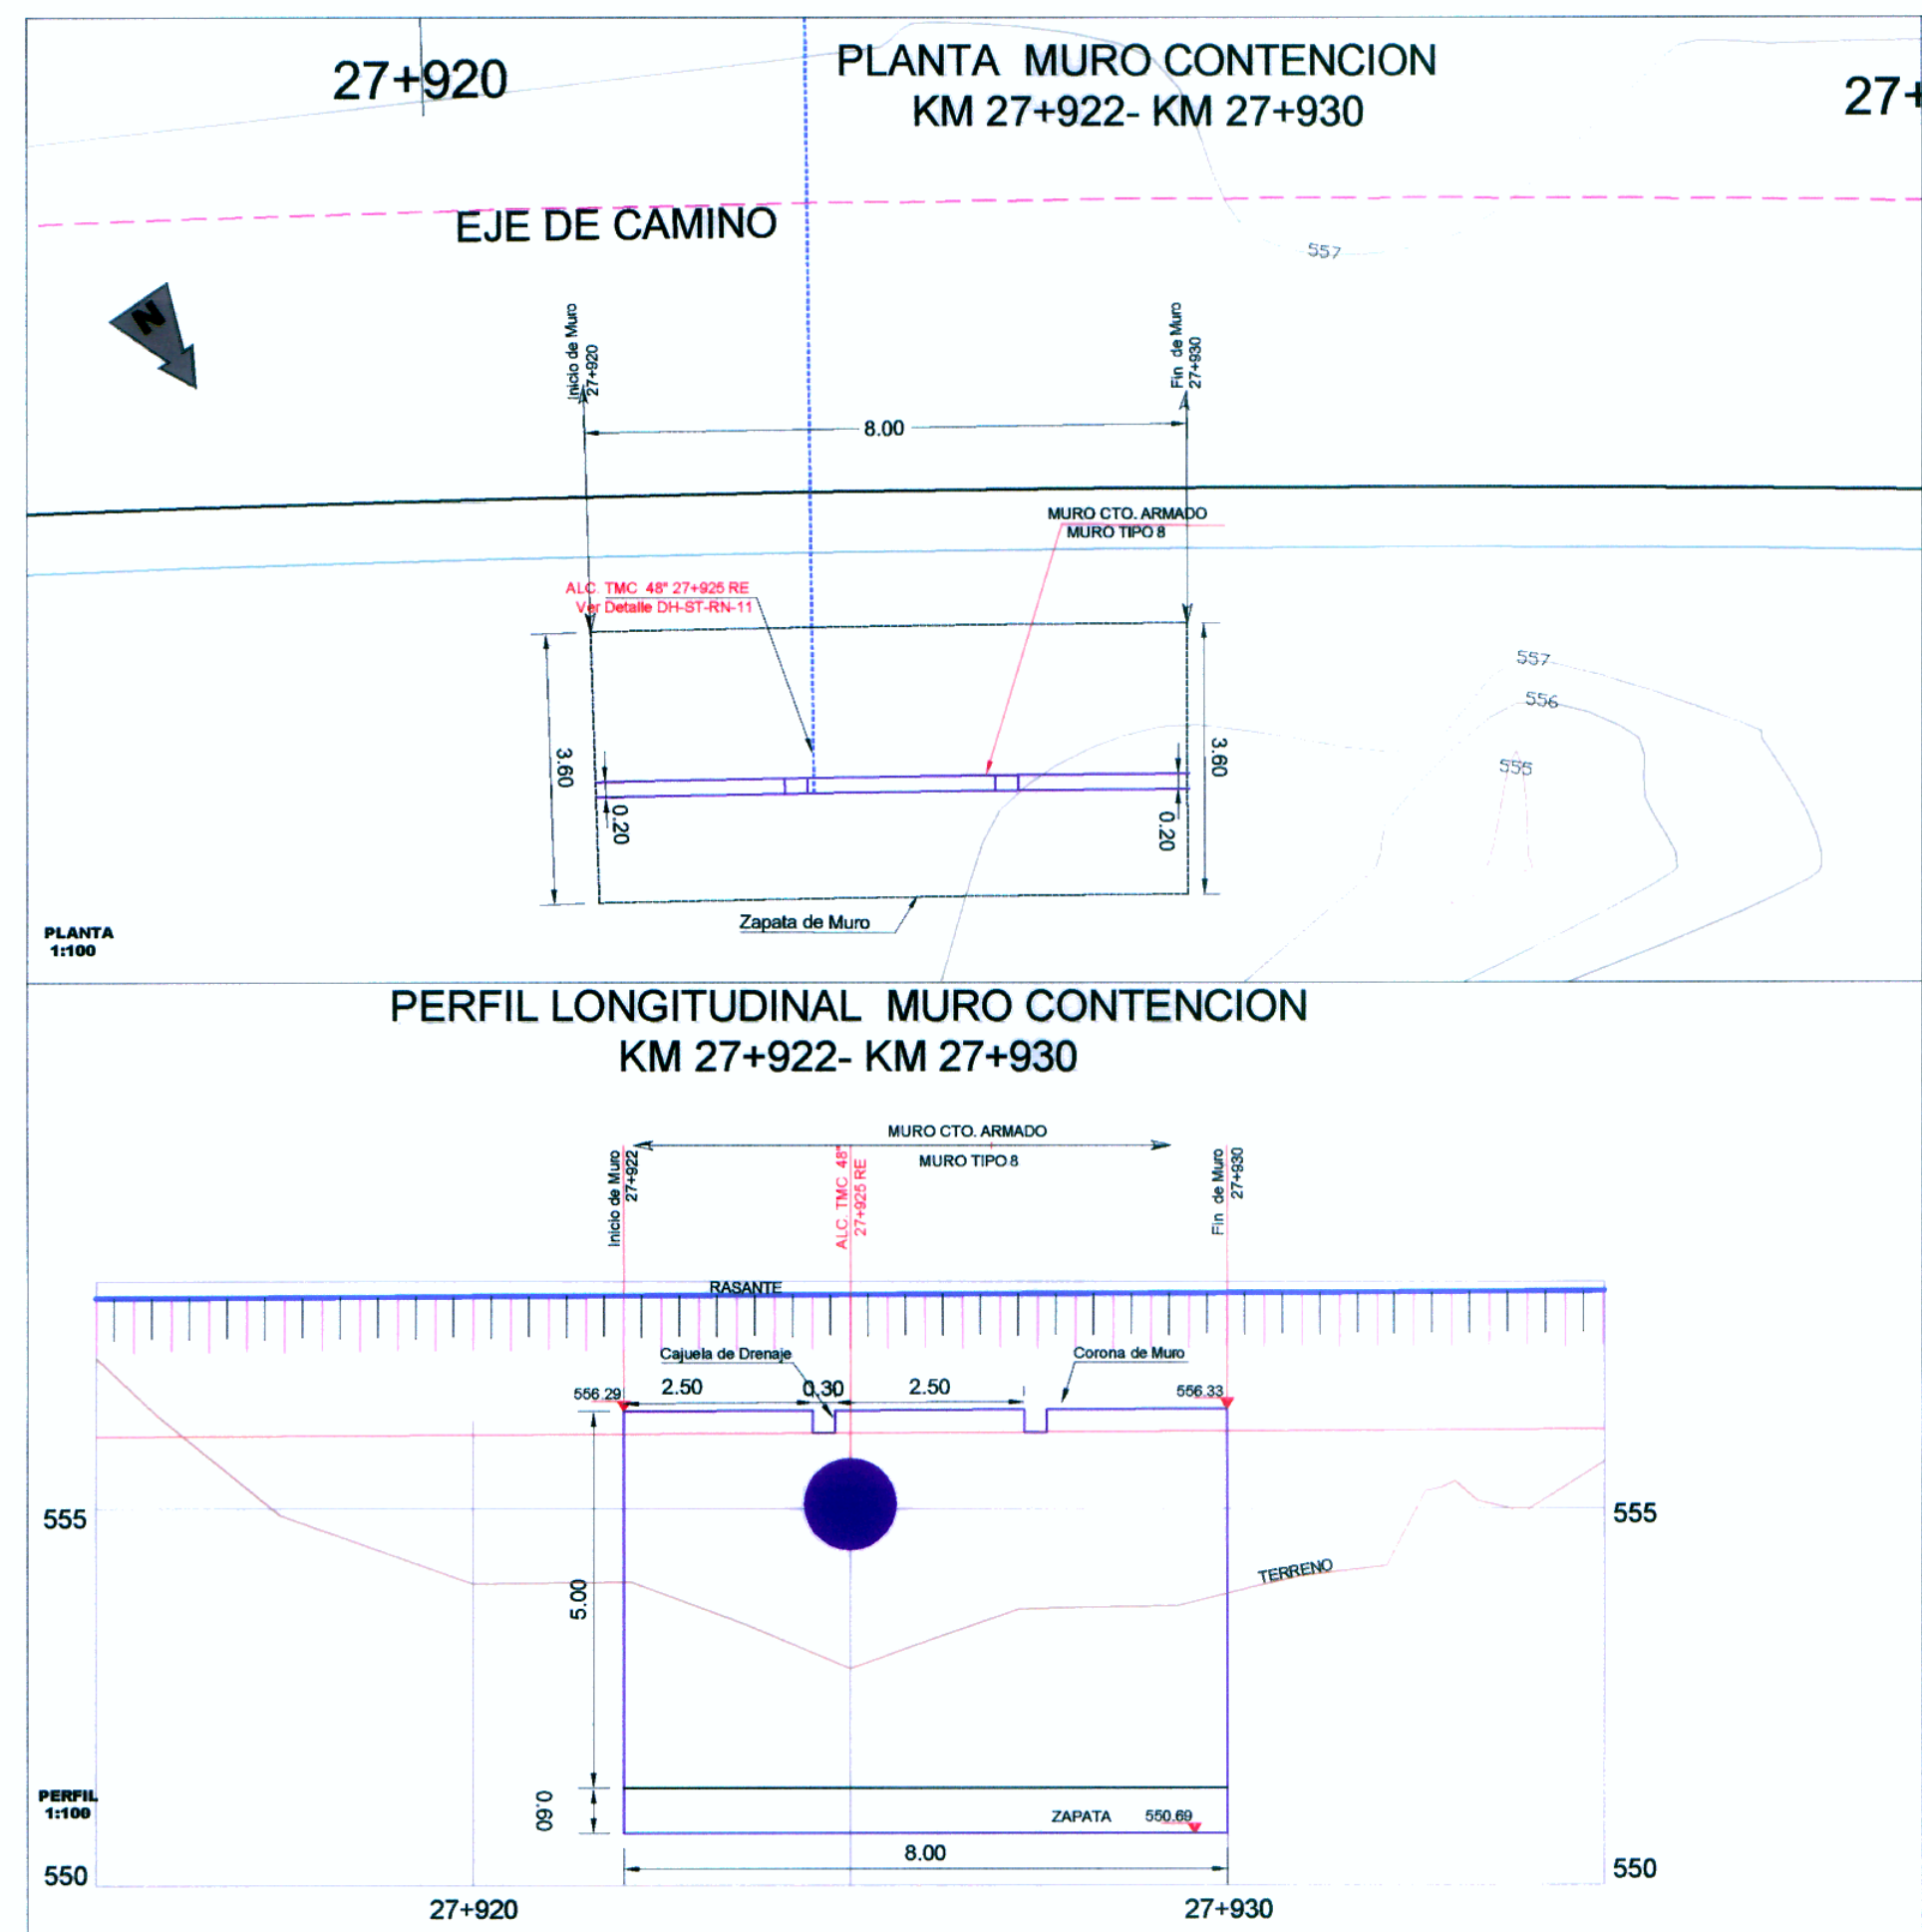 27+920
PLANTA MURO CONTENCION
KM 27+922- KM 27+930
27+
EJE DE CAMINO
557
N
Inicio de Muro
27+920
Fin de Muro
27+930
8.00
MURO CTO. ARMADO
MURO TIPO 8
ALC. TMC 48" 27+925 RE
Ver Detalle DH-ST-RN-11
557
556
555
3.60
3.60
0.20
0.20
Zapata de Muro
PLANTA
1:100
PERFIL LONGITUDINAL MURO CONTENCION
KM 27+922- KM 27+930
MURO CTO. ARMADO
MURO TIPO 8
Inicio de Muro
27+922
ALC. TMC 48"
27+925 RE
Fin de Muro
27+930
RASANTE
Cajuela de Drenaje
Corona de Muro
556.29
2.50
0.30
2.50
556.33
555
555
5.00
TERRENO
PERFIL
1:100
0.60
ZAPATA 550.69
8.00
550
550
27+920
27+930